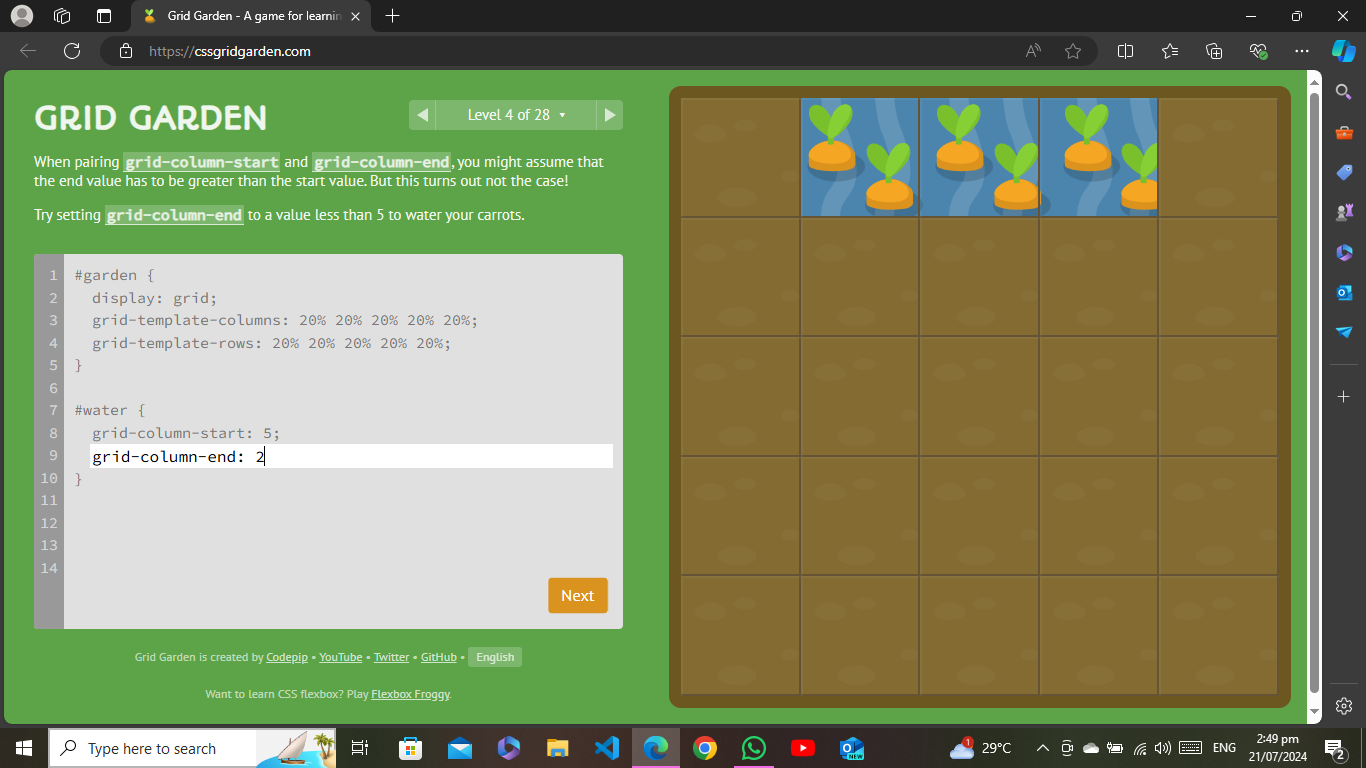 Grid Garden - A game for learnin
https://cssgridgarden.com
GRID GARDEN
Level 4 of 28
When pairing grid-column-start and grid-column-end, you might assume that
the end value has to be greater than the start value. But this turns out not the case!
Try setting grid-column-end to a value less than 5 to water your carrots.
1 #garden {
2 display: grid;
3 grid-template-columns: 20% 20% 20% 20% 20%;
4 grid-template-rows: 20% 20% 20% 20% 20%;
5 }
6
7 #water {
8 grid-column-start: 5;
9 grid-column-end: 2
10 }
11
12
13
14
Next
Grid Garden is created by Codepip • YouTube • Twitter • GitHub • English
Want to learn CSS flexbox? Play Flexbox Froggy.
Type here to search
NEW
1
29°C
ENG
2:49 pm
21/07/2024
2